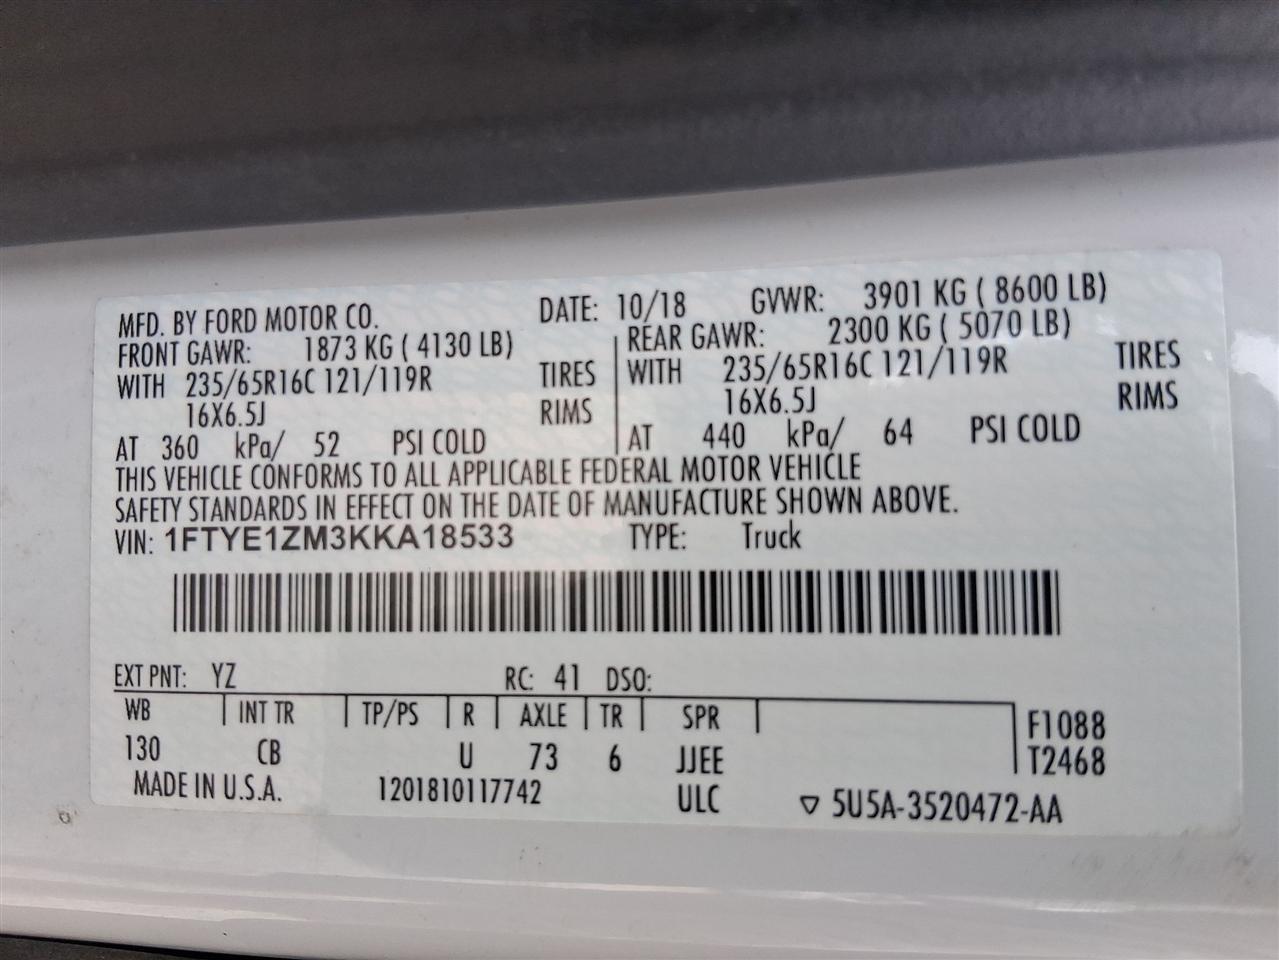 MFD. BY FORD MOTOR CO. DATE: 10/18 GVWR: 3901 KG ( 8600 LB)
FRONT GAWR: 1873 KG ( 4130 LB) REAR GAWR: 2300 KG ( 5070 LB)
WITH 235/65R16C 121/119R TIRES WITH 235/65R16C 121/119R TIRES
16X6.5J RIMS 16X6.5J RIMS
AT 360 kPa/ 52 PSI COLD AT 440 kPa/ 64 PSI COLD
THIS VEHICLE CONFORMS TO ALL APPLICABLE FEDERAL MOTOR VEHICLE
SAFETY STANDARDS IN EFFECT ON THE DATE OF MANUFACTURE SHOWN ABOVE.
VIN: 1FTYE1ZM3KKA18533 TYPE: Truck
EXT PNT: YZ RC: 41 DSO:
WB INT TR TP/PS R AXLE TR SPR F1088
130 CB U 73 6 JJEE T2468
MADE IN U.S.A. 1201810117742 ULC ▽ 5U5A-3520472-AA